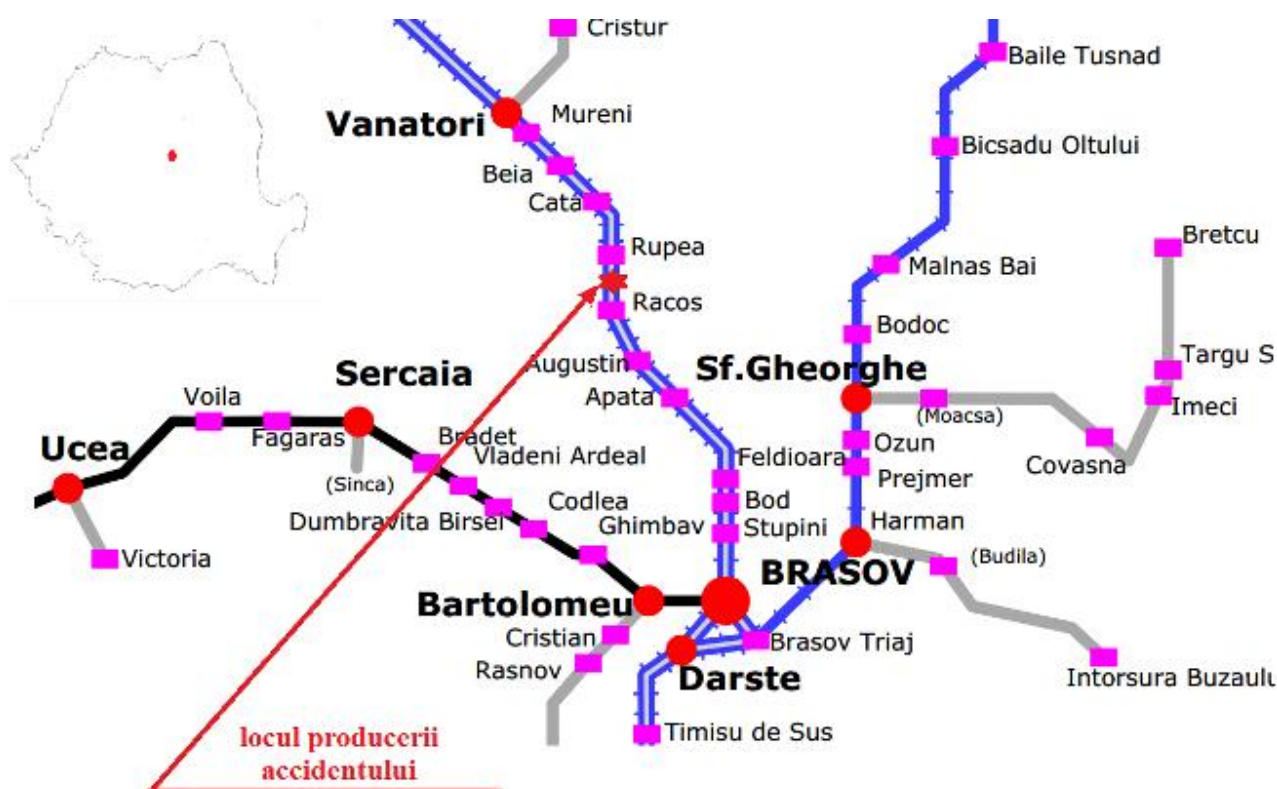 Cristur
Baile Tusnad
Vanatori
Mureni
Bicsadu Oltului
Beia
Cata
Rupea
Bretcu
Malnas Bai
Racos
Bodoc
Augustin
Sf.Gheorghe
Targu S
Sercaia
Apata
Voila
(Moacsa)
Imeci
Fagaras
Ucea
Bradet
Ozun
Vladeni Ardeal
Feldioara
Covasna
(Sinca)
Prejmer
Codlea
Bod
Dumbravita Birsei
Ghimbav
Stupini
Harman
Victoria
(Budila)
BRASOV
Bartolomeu
Cristian
Brasov Triaj
Rasnov
Darste
Intorsura Buzaulu
Timisu de Sus
locul producerii
accidentului